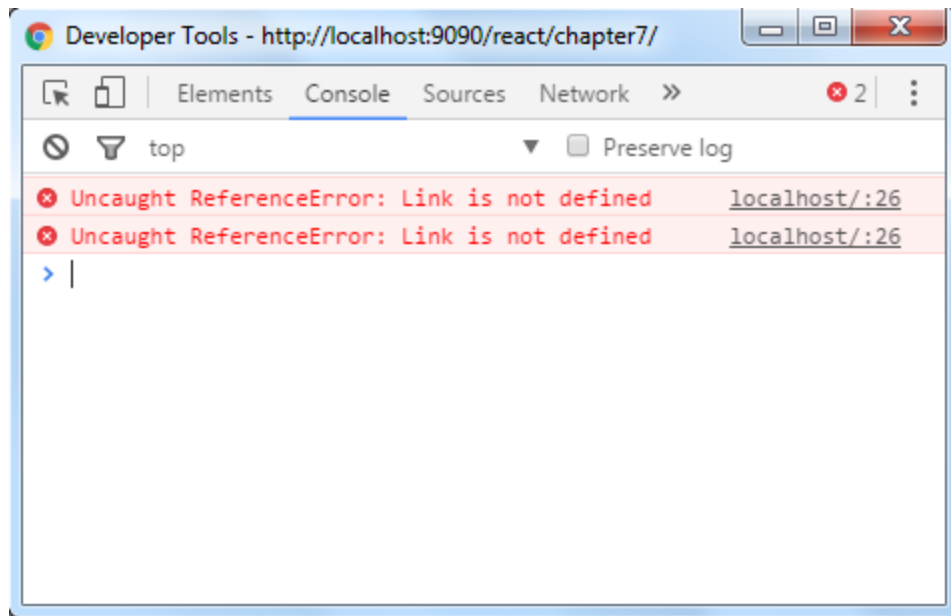 Developer Tools - http://localhost:9090/react/chapter7/
Elements Console Sources Network » 2
top ▼ Preserve log
Uncaught ReferenceError: Link is not defined localhost/:26
Uncaught ReferenceError: Link is not defined localhost/:26
>